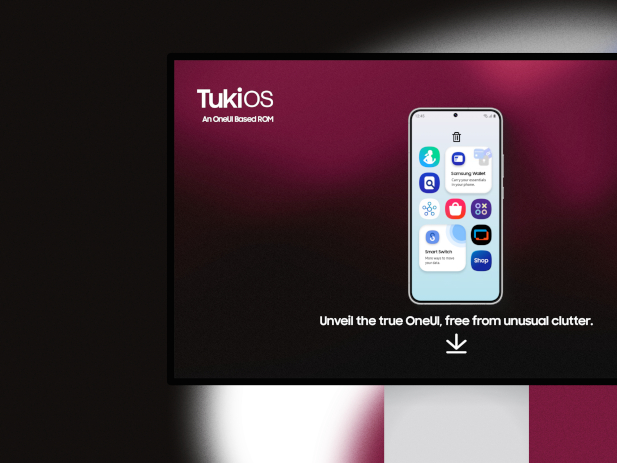 TukiOS
An OneUI Based ROM
Samsung Wallet
Carry your essentials
in your phone.
Smart Switch
More ways to move
your data.
Shop
Unveil the true OneUI, free from unusual clutter.